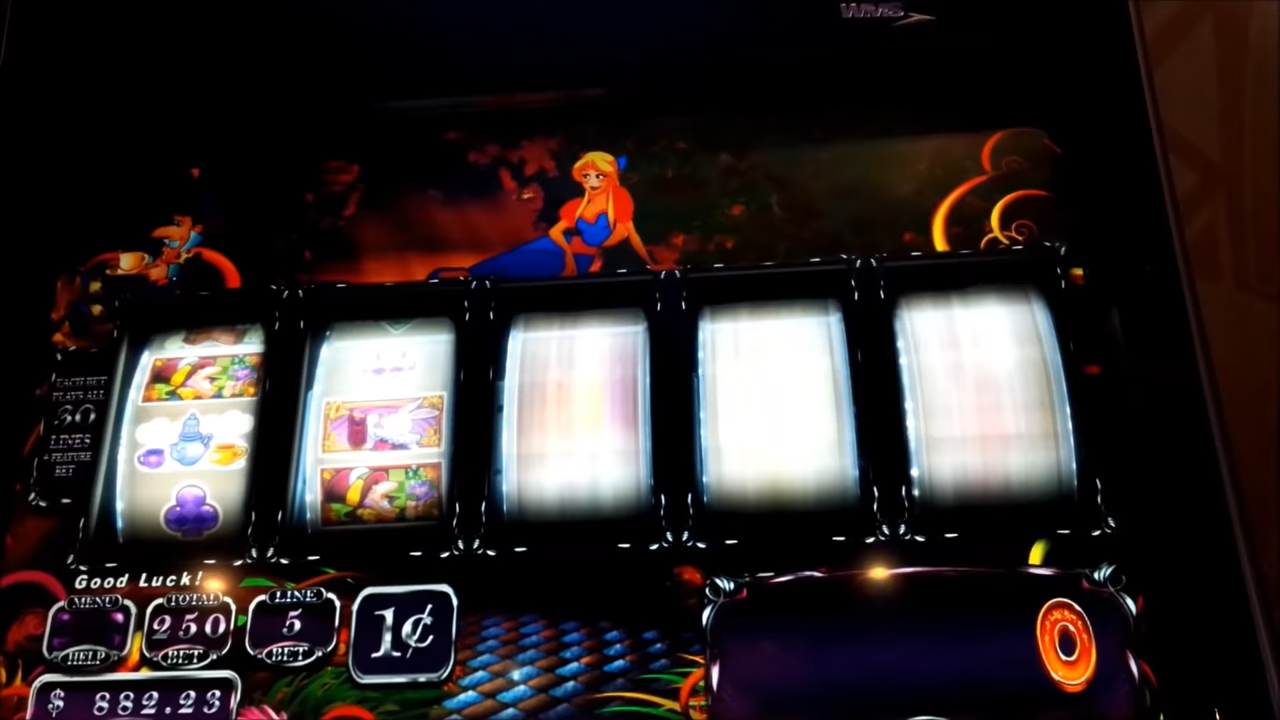 WMS
EACH BET
PLAYS ALL
30
LINES
+ FEATURE
BET
Good Luck!
MENU
HELP
TOTAL
250
BET
LINE
5
BET
1¢
$ 882.23